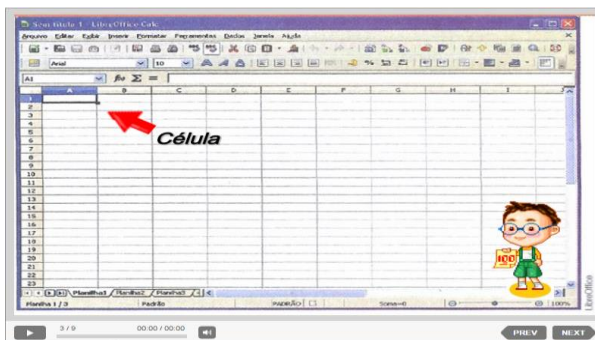 Sem título 1 - LibreOffice Calc
Arquivo Editar Exibir Inserir Formatar Ferramentas Dados Janela Ajuda
Arial 10
A1
A B C D E F G H I
1
2
3
4
5
6
7
8
9
10
11
12
13
14
15
16
17
18
19
20
21
22
23
Célula
100
Planilha1 Planilha2 Planilha3
Planilha 1 / 3 Padrão PADRÃO Soma=0 100%
LibreOffice
3 / 9 00:00 / 00:00 PREV NEXT